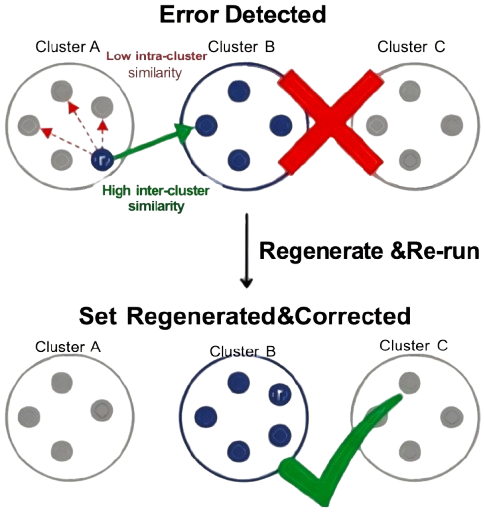 Error Detected
Cluster A
Cluster B
Cluster C
Low intra-cluster
similarity
r
High inter-cluster
similarity
Regenerate &Re-run
Set Regenerated&Corrected
Cluster A
Cluster B
Cluster C
r